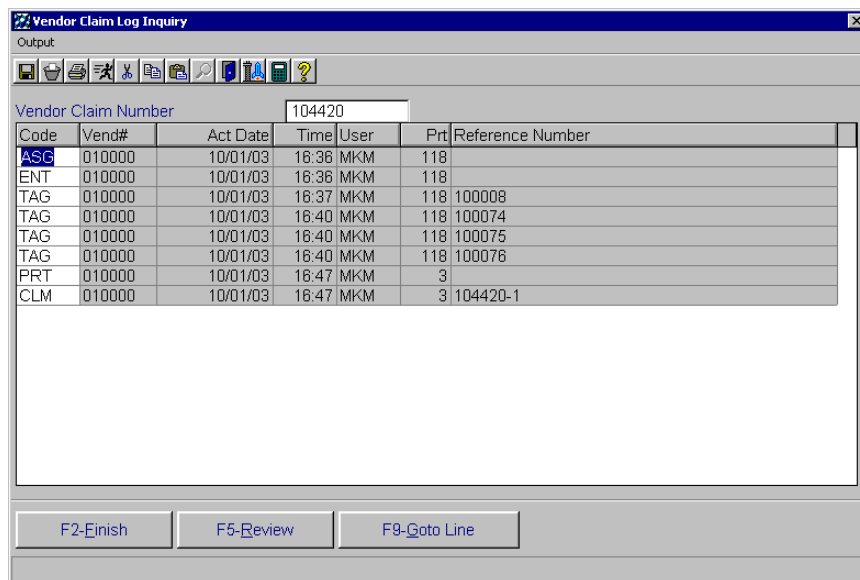 Vendor Claim Log Inquiry
Output
Vendor Claim Number 104420
Code Vend# Act Date Time User Prt Reference Number
ASG 010000 10/01/03 16:36 MKM 118
ENT 010000 10/01/03 16:36 MKM 118
TAG 010000 10/01/03 16:37 MKM 118 100008
TAG 010000 10/01/03 16:40 MKM 118 100074
TAG 010000 10/01/03 16:40 MKM 118 100075
TAG 010000 10/01/03 16:40 MKM 118 100076
PRT 010000 10/01/03 16:47 MKM 3
CLM 010000 10/01/03 16:47 MKM 3 104420-1
F2-Finish F5-Review F9-Goto Line